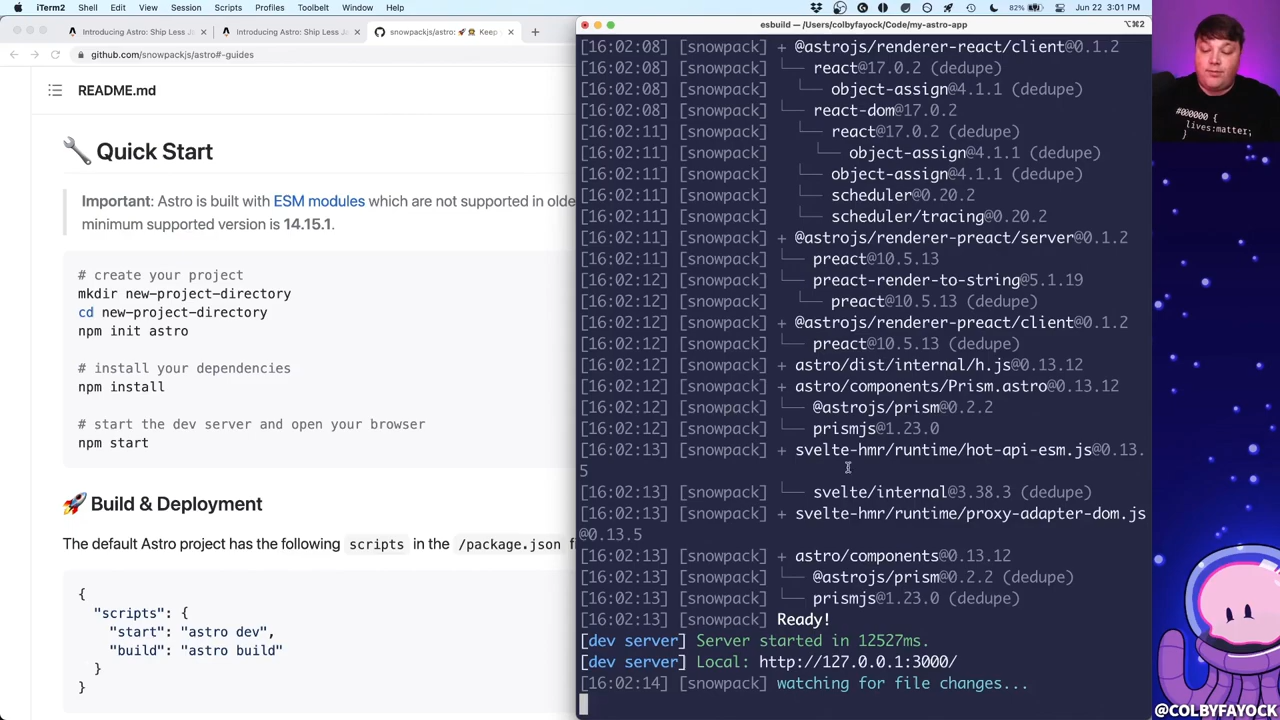 iTerm2 Shell Edit View Session Scripts Profiles Toolbelt Window Help
82% Jun 22 3:01 PM
Introducing Astro: Ship Less J
Introducing Astro: Ship Less J
snowpackjs/astro: 🚀🧑‍🚀 Keep
github.com/snowpackjs/astro#-guides
README.md
🔧 Quick Start
Important: Astro is built with ESM modules which are not supported in olde
minimum supported version is 14.15.1.
# create your project
mkdir new-project-directory
cd new-project-directory
npm init astro
# install your dependencies
npm install
# start the dev server and open your browser
npm start
🚀 Build & Deployment
The default Astro project has the following scripts in the /package.json f
{
"scripts": {
"start": "astro dev",
"build": "astro build"
}
}
esbuild — /Users/colbyfayock/Code/my-astro-app
⌥⌘2
[16:02:08] [snowpack] + @astrojs/renderer-react/client@0.1.2
[16:02:08] [snowpack] └── react@17.0.2 (dedupe)
[16:02:08] [snowpack] └── object-assign@4.1.1 (dedupe)
[16:02:08] [snowpack] └── react-dom@17.0.2
[16:02:11] [snowpack] └── react@17.0.2 (dedupe)
[16:02:11] [snowpack] └── object-assign@4.1.1 (dedupe)
[16:02:11] [snowpack] └── object-assign@4.1.1 (dedupe)
[16:02:11] [snowpack] └── scheduler@0.20.2
[16:02:11] [snowpack] └── scheduler/tracing@0.20.2
[16:02:11] [snowpack] + @astrojs/renderer-preact/server@0.1.2
[16:02:11] [snowpack] └── preact@10.5.13
[16:02:12] [snowpack] └── preact-render-to-string@5.1.19
[16:02:12] [snowpack] └── preact@10.5.13 (dedupe)
[16:02:12] [snowpack] + @astrojs/renderer-preact/client@0.1.2
[16:02:12] [snowpack] └── preact@10.5.13 (dedupe)
[16:02:12] [snowpack] + astro/dist/internal/h.js@0.13.12
[16:02:12] [snowpack] + astro/components/Prism.astro@0.13.12
[16:02:12] [snowpack] └── @astrojs/prism@0.2.2
[16:02:12] [snowpack] └── prismjs@1.23.0
[16:02:13] [snowpack] + svelte-hmr/runtime/hot-api-esm.js@0.13.
5
[16:02:13] [snowpack] └── svelte/internal@3.38.3 (dedupe)
[16:02:13] [snowpack] + svelte-hmr/runtime/proxy-adapter-dom.js
@0.13.5
[16:02:13] [snowpack] + astro/components@0.13.12
[16:02:13] [snowpack] └── @astrojs/prism@0.2.2 (dedupe)
[16:02:13] [snowpack] └── prismjs@1.23.0 (dedupe)
[16:02:13] [snowpack] Ready!
[dev server] Server started in 12527ms.
[dev server] Local: http://127.0.0.1:3000/
[16:02:14] [snowpack] watching for file changes...
#000000 {
lives:matter;
}
@COLBYFAYOCK